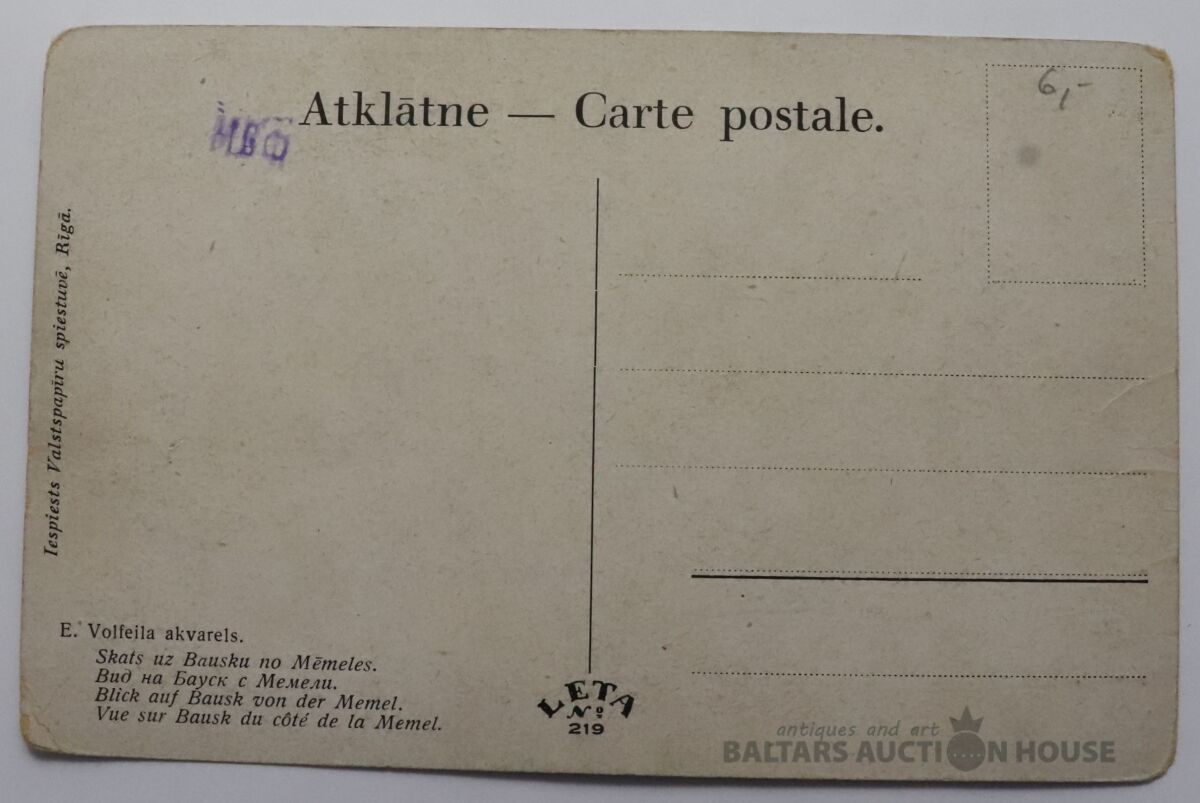 Atklātne — Carte postale.
6,-
Iespiests Valstspapīru spiestuvē, Rīgā.
E. Volfeila akvarels.
Skats uz Bausku no Mēmeles.
Вид на Бауск с Мемели.
Blick auf Bausk von der Memel.
Vue sur Bausk du côté de la Memel.
LETA
№
219
antiques and art
BALTARS AUCTION HOUSE